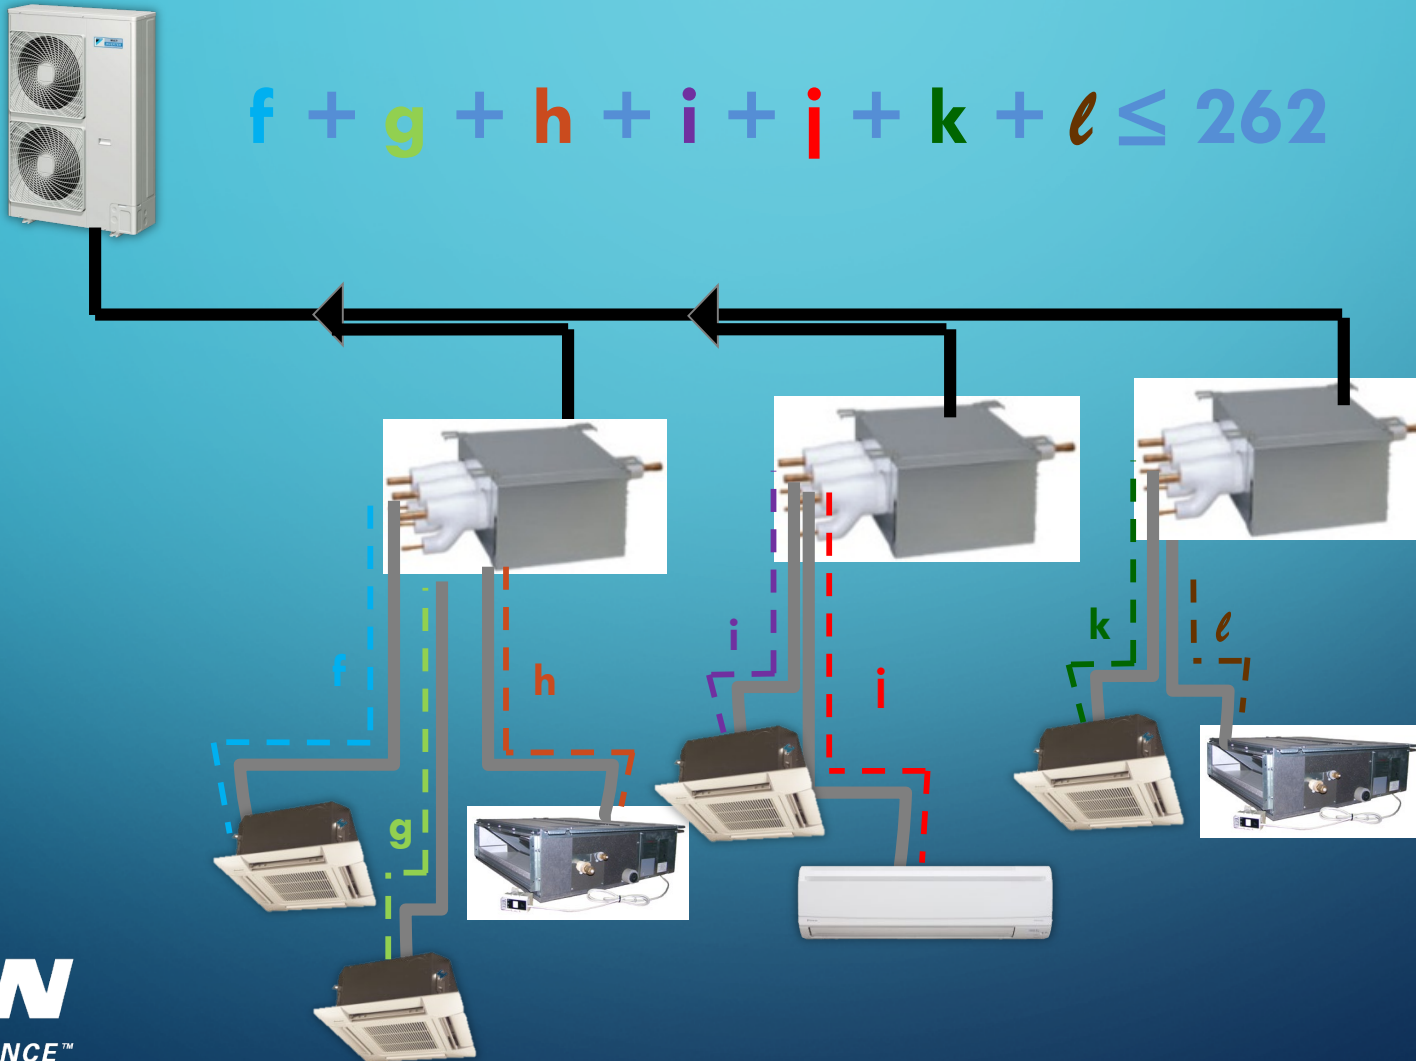 f + g + h + i + j + k + ℓ ≤ 262
f
g
h
i
j
k
ℓ
NCE™